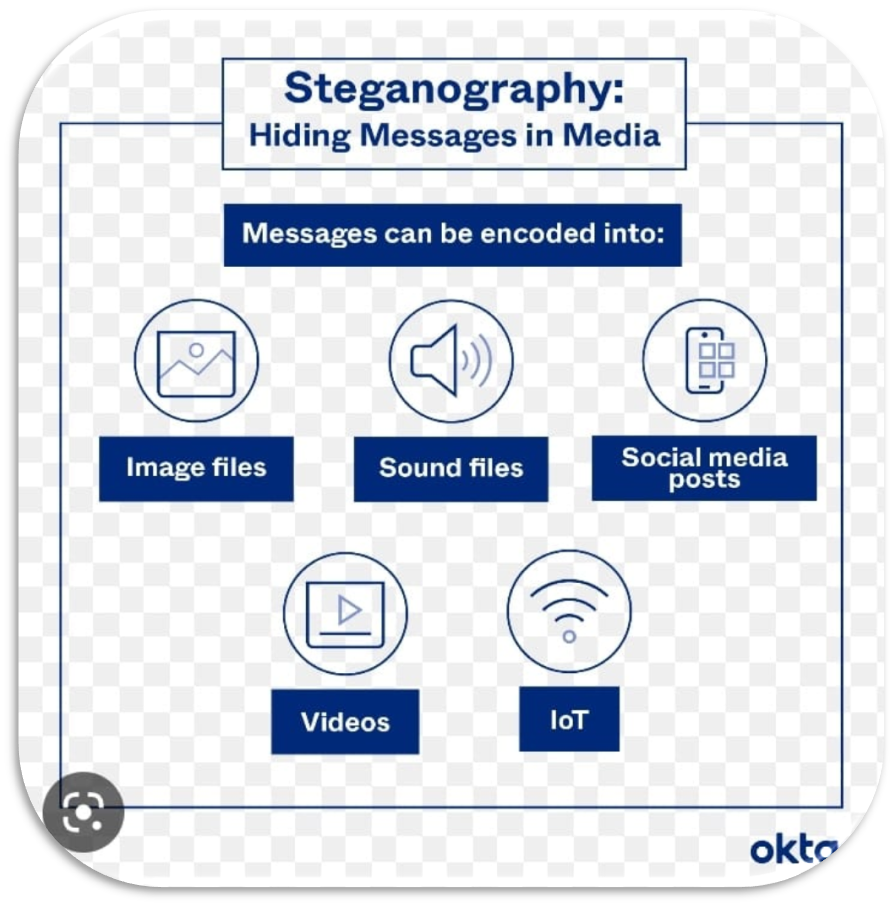 Steganography:
Hiding Messages in Media
Messages can be encoded into:
Image files
Sound files
Social media
posts
Videos
IoT
okta